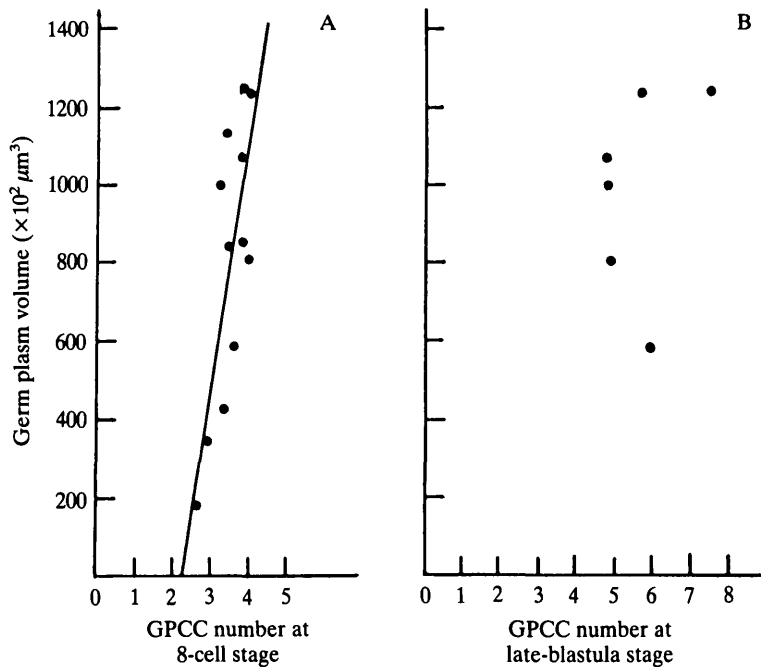 A
B
Germ plasm volume (×10² μm³)
1400
1200
1000
800
600
400
200
0 1 2 3 4 5
GPCC number at
8-cell stage
0 1 2 3 4 5 6 7 8
GPCC number at
late-blastula stage